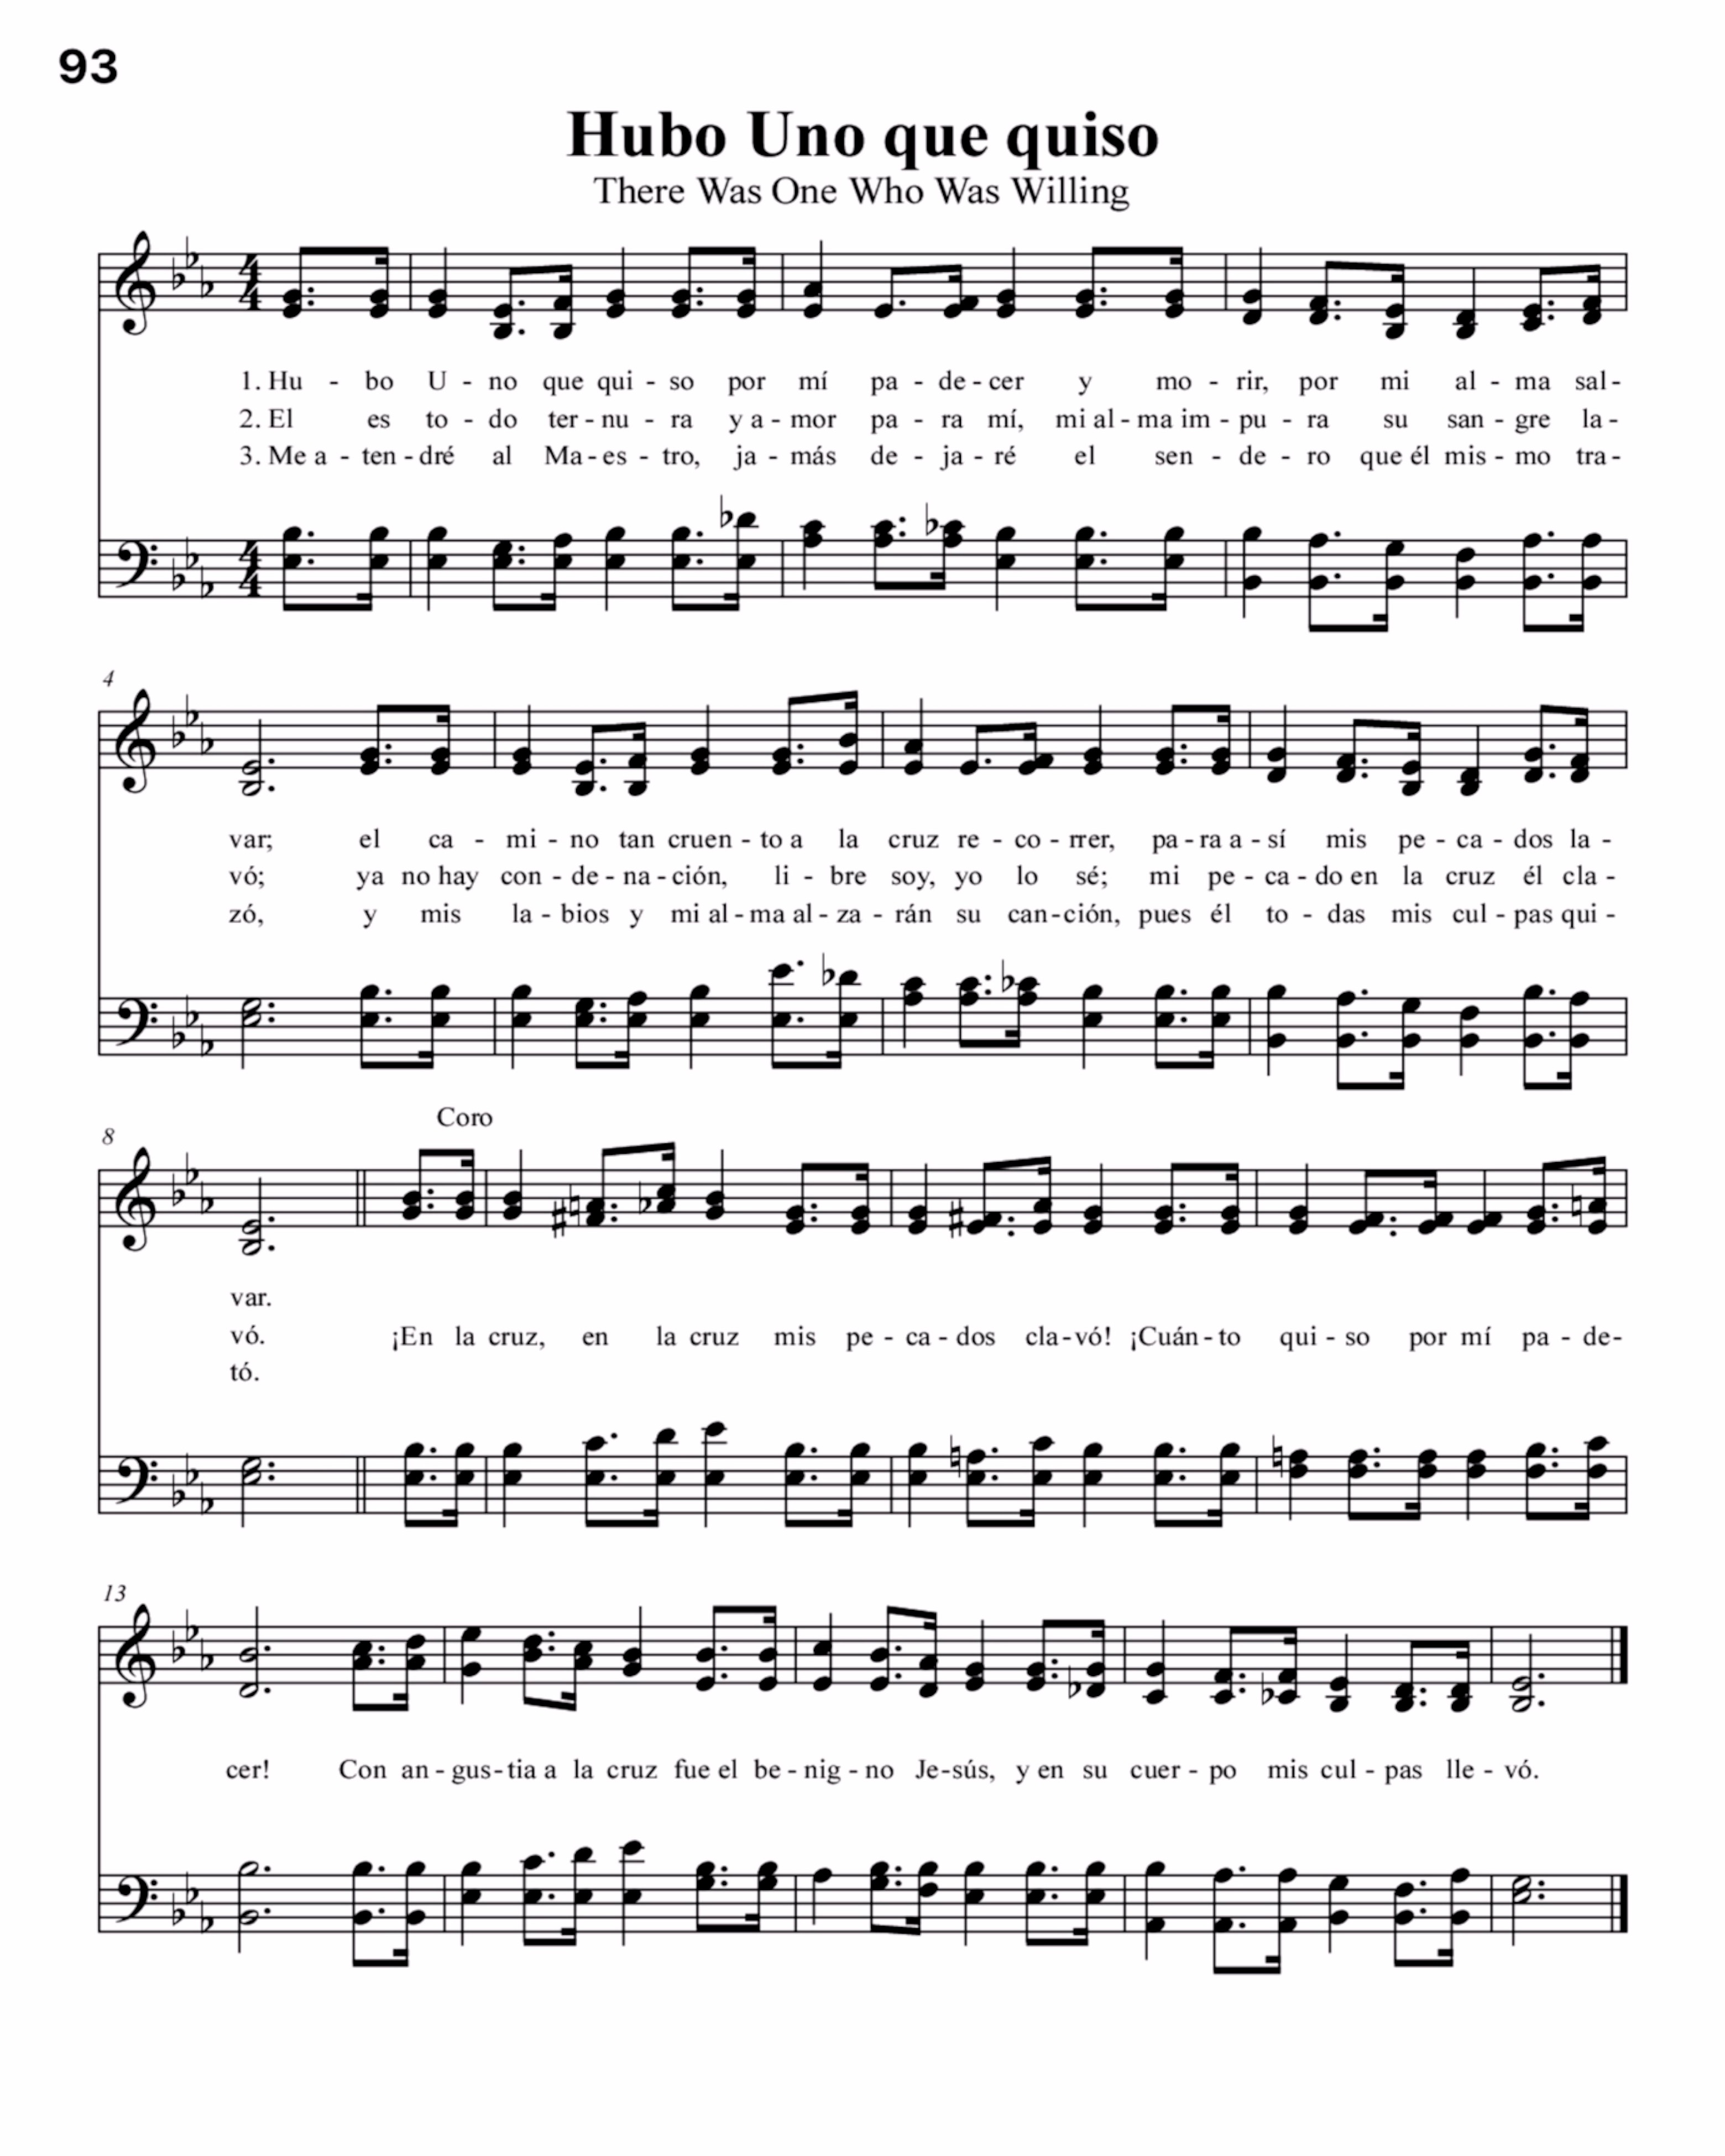 93
Hubo Uno que quiso
There Was One Who Was Willing
1. Hu - bo U - no que qui - so por mí pa - de - cer y mo - rir, por mi al - ma sal -
2. El es to - do ter - nu - ra y a - mor pa - ra mí, mi al - ma im - pu - ra su san - gre la -
3. Me a - ten - dré al Ma - es - tro, ja - más de - ja - ré el sen - de - ro que él mis - mo tra -
4
var; el ca - mi - no tan cruen - to a la cruz re - co - rrer, pa - ra a - sí mis pe - ca - dos la -
vó; ya no hay con - de - na - ción, li - bre soy, yo lo sé; mi pe - ca - do en la cruz él cla -
zó, y mis la - bios y mi al - ma al - za - rán su can - ción, pues él to - das mis cul - pas qui -
Coro
8
var.
vó. ¡En la cruz, en la cruz mis pe - ca - dos cla - vó! ¡Cuán - to qui - so por mí pa - de -
tó.
13
cer! Con an - gus - tia a la cruz fue el be - nig - no Je - sús, y en su cuer - po mis cul - pas lle - vó.